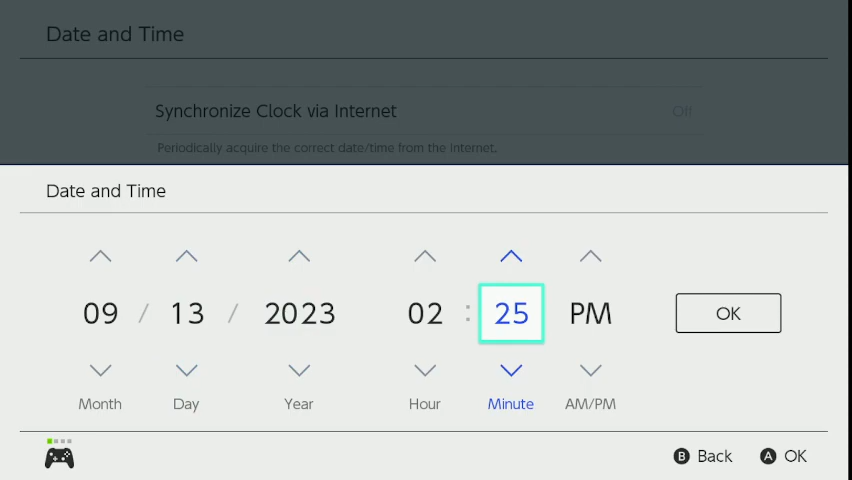 Date and Time
Synchronize Clock via Internet Off
Periodically acquire the correct date/time from the Internet.
Date and Time
09 / 13 / 2023 02 : 25 PM OK
Month Day Year Hour Minute AM/PM
B Back A OK